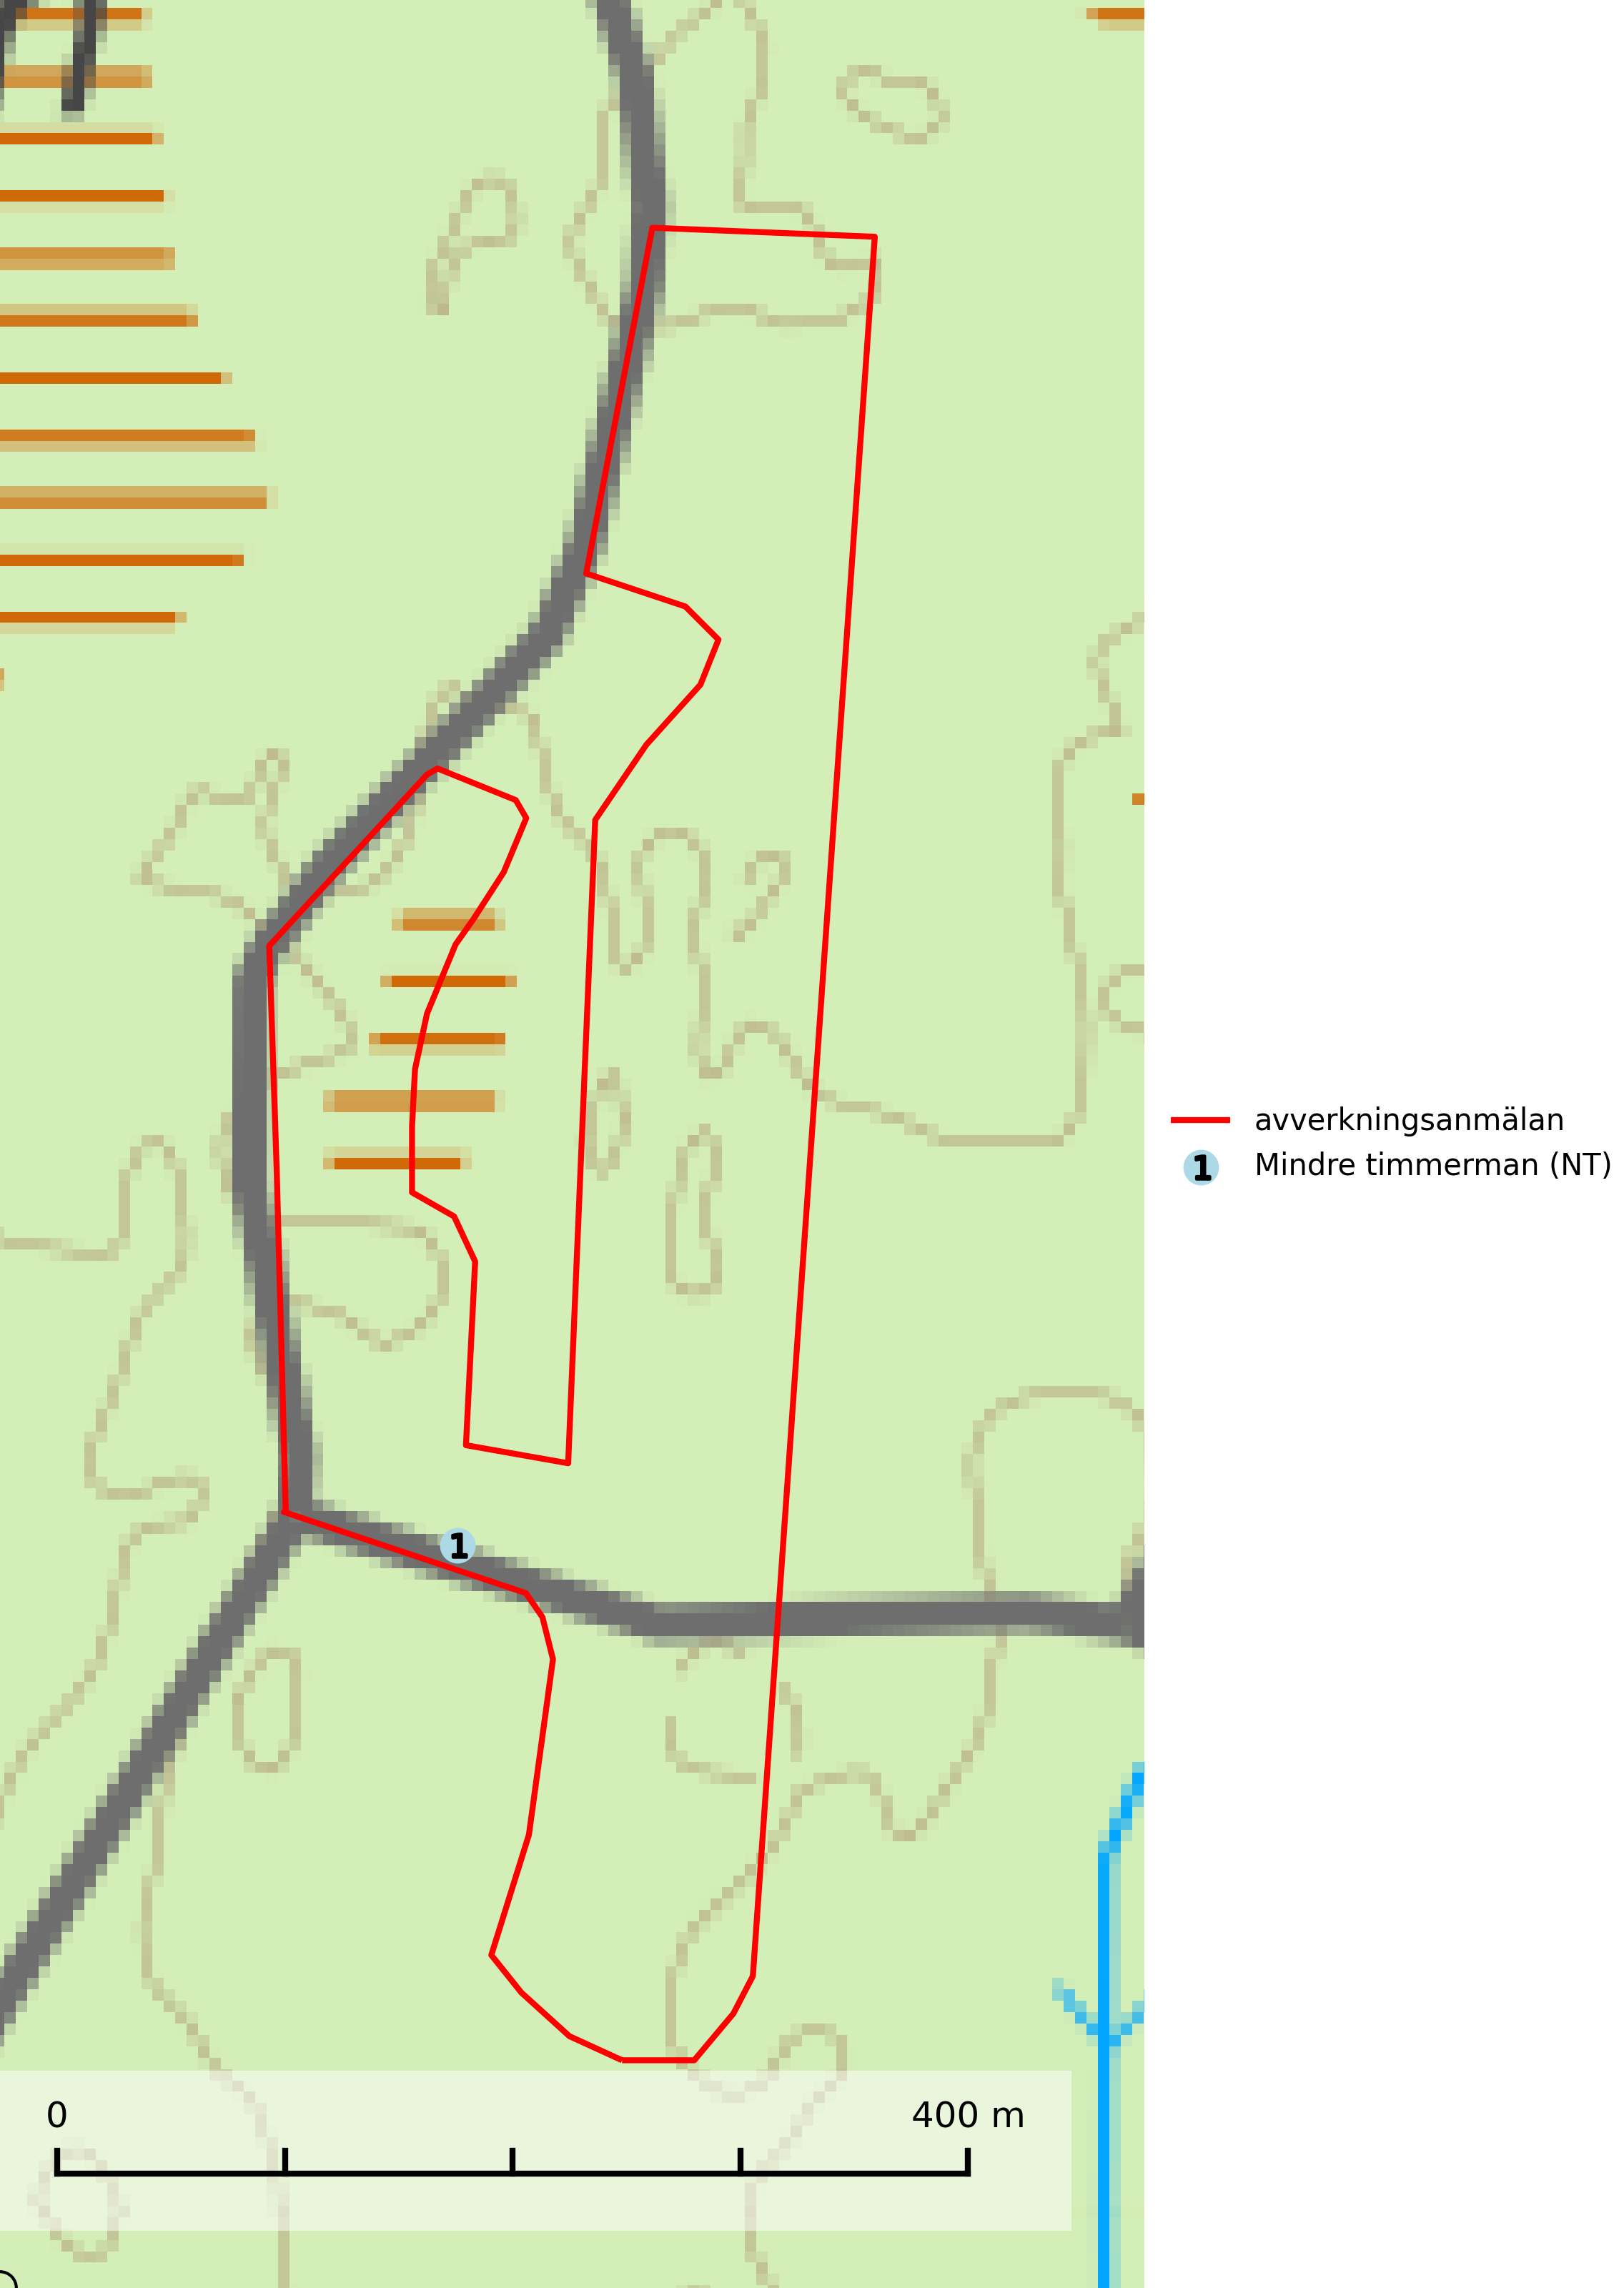 avverkningsanmälan
1 Mindre timmerman (NT)
1
0 400 m